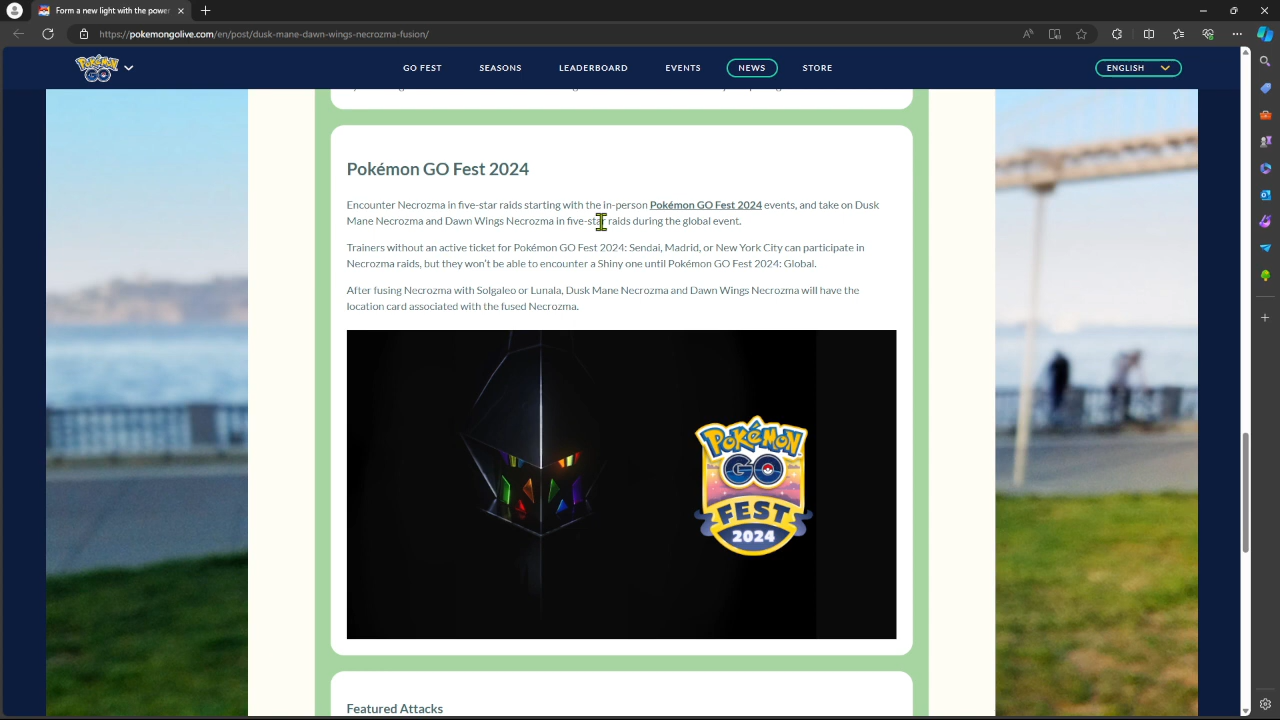 Form a new light with the fusion
https://pokemongolive.com/en/post/dusk-mane-dawn-wings-necrozma-fusion/
POKÉMON GO
GO FEST
SEASONS
LEADERBOARD
EVENTS
NEWS
STORE
ENGLISH
Pokémon GO Fest 2024
Encounter Necrozma in five-star raids starting with the in-person Pokémon GO Fest 2024 events, and take on Dusk
Mane Necrozma and Dawn Wings Necrozma in five-star raids during the global event.
Trainers without an active ticket for Pokémon GO Fest 2024: Sendai, Madrid, or New York City can participate in
Necrozma raids, but they won't be able to encounter a Shiny one until Pokémon GO Fest 2024: Global.
After fusing Necrozma with Solgaleo or Lunala, Dusk Mane Necrozma and Dawn Wings Necrozma will have the
location card associated with the fused Necrozma.
POKÉMON
GO
FEST
2024
Featured Attacks